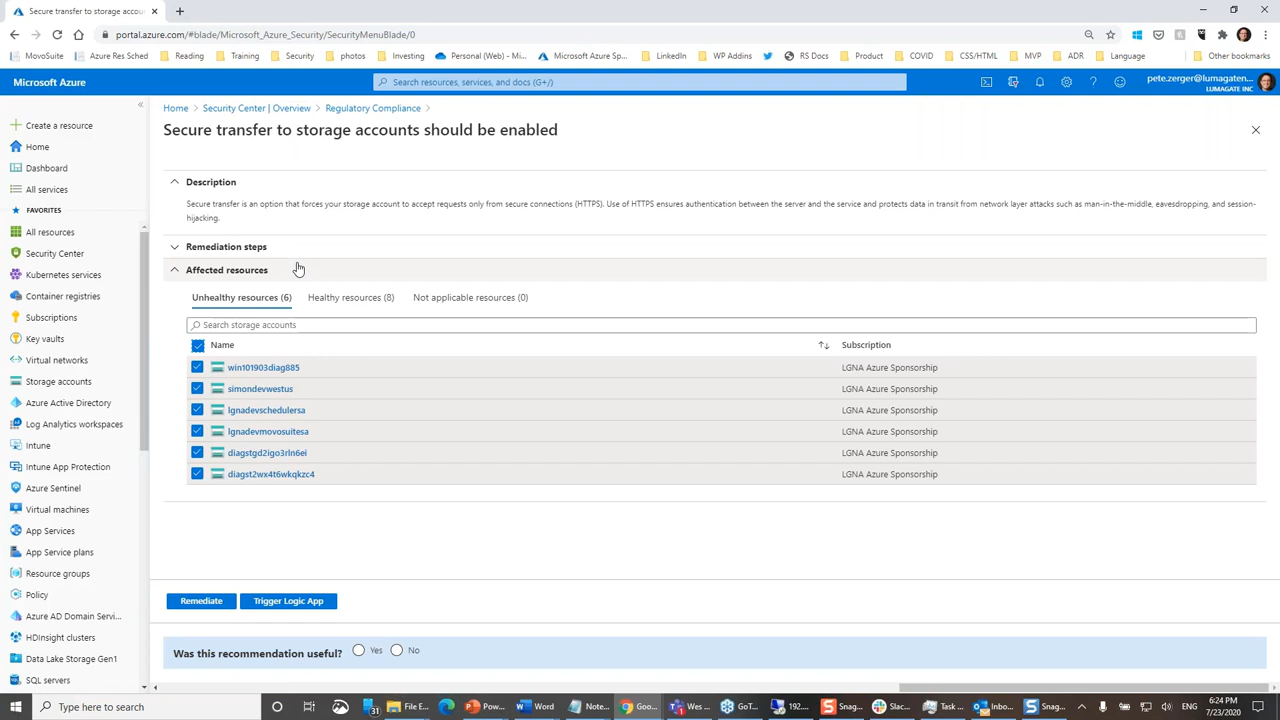 Secure transfer to storage accou
portal.azure.com/#blade/Microsoft_Azure_Security/SecurityMenuBlade/0
MovoSuite
Azure Res Sched
Reading
Training
Security
photos
Investing
Personal (Web) - Mi...
Microsoft Azure Sp...
LinkedIn
WP Addins
RS Docs
Product
COVID
CSS/HTML
MVP
ADR
Language
Other bookmarks
Microsoft Azure
Search resources, services, and docs (G+/)
pete.zerger@lumagaten...
LUMAGATE INC
Create a resource
Home
Dashboard
All services
FAVORITES
All resources
Security Center
Kubernetes services
Container registries
Subscriptions
Key vaults
Virtual networks
Storage accounts
Azure Active Directory
Log Analytics workspaces
Intune
Intune App Protection
Azure Sentinel
Virtual machines
App Services
App Service plans
Resource groups
Policy
Azure AD Domain Servi...
HDInsight clusters
Data Lake Storage Gen1
SQL servers
Home > Security Center | Overview > Regulatory Compliance >
Secure transfer to storage accounts should be enabled
Description
Secure transfer is an option that forces your storage account to accept requests only from secure connections (HTTPS). Use of HTTPS ensures authentication between the server and the service and protects data in transit from network layer attacks such as man-in-the-middle, eavesdropping, and session-
hijacking.
Remediation steps
Affected resources
Unhealthy resources (6)
Healthy resources (8)
Not applicable resources (0)
Search storage accounts
Name
Subscription
win101903diag885
LGNA Azure Sponsorship
simondevwestus
LGNA Azure Sponsorship
lgnadevschedulersa
LGNA Azure Sponsorship
lgnadevmovosuitesa
LGNA Azure Sponsorship
diagstgd2igo3rln6ei
LGNA Azure Sponsorship
diagst2wx4t6wkqkzc4
LGNA Azure Sponsorship
Remediate
Trigger Logic App
Was this recommendation useful?
Yes
No
Type here to search
31
File E...
Pow...
Word
Note...
Goo...
Wes ...
GoT...
192....
Snag...
Slac...
Task ...
Inbo...
Snag...
6:24 PM
7/23/2020